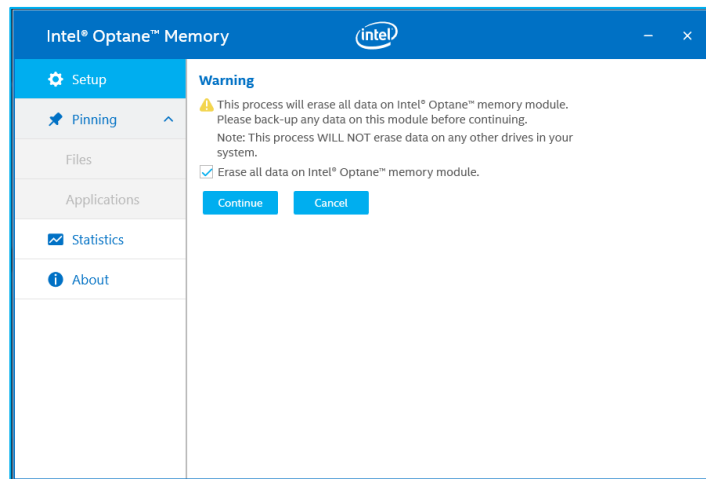 Intel® Optane™ Memory
intel
Setup
Pinning
Files
Applications
Statistics
About
Warning
This process will erase all data on Intel® Optane™ memory module.
Please back-up any data on this module before continuing.
Note: This process WILL NOT erase data on any other drives in your
system.
Erase all data on Intel® Optane™ memory module.
Continue
Cancel